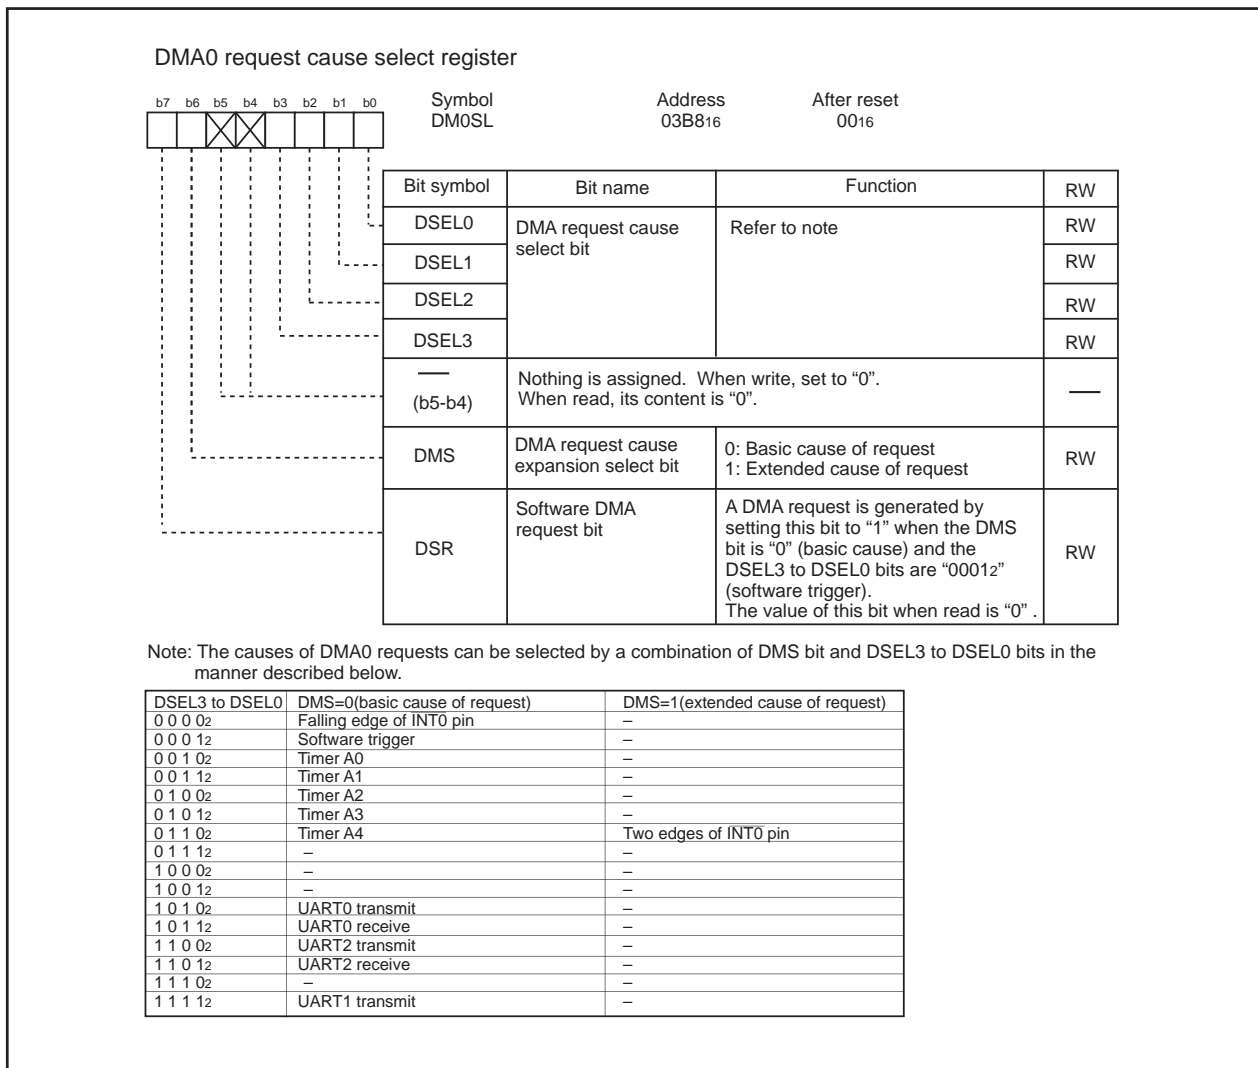 DMA0 request cause select register
b7 b6 b5 b4 b3 b2 b1 b0
Symbol Address After reset
DM0SL 03B816 0016
Bit symbol Bit name Function RW
DSEL0 DMA request cause select bit Refer to note RW
DSEL1 RW
DSEL2 RW
DSEL3 RW
— (b5-b4) Nothing is assigned. When write, set to “0”. —
When read, its content is “0”.
DMS DMA request cause expansion select bit 0: Basic cause of request RW
1: Extended cause of request
DSR Software DMA request bit A DMA request is generated by RW
setting this bit to “1” when the DMS
bit is “0” (basic cause) and the
DSEL3 to DSEL0 bits are “00012”
(software trigger).
The value of this bit when read is “0” .
Note: The causes of DMA0 requests can be selected by a combination of DMS bit and DSEL3 to DSEL0 bits in the
manner described below.
DSEL3 to DSEL0 DMS=0(basic cause of request) DMS=1(extended cause of request)
0 0 0 02 Falling edge of INT0 pin –
0 0 0 12 Software trigger –
0 0 1 02 Timer A0 –
0 0 1 12 Timer A1 –
0 1 0 02 Timer A2 –
0 1 0 12 Timer A3 –
0 1 1 02 Timer A4 Two edges of INT0 pin
0 1 1 12 – –
1 0 0 02 – –
1 0 0 12 – –
1 0 1 02 UART0 transmit –
1 0 1 12 UART0 receive –
1 1 0 02 UART2 transmit –
1 1 0 12 UART2 receive –
1 1 1 02 – –
1 1 1 12 UART1 transmit –